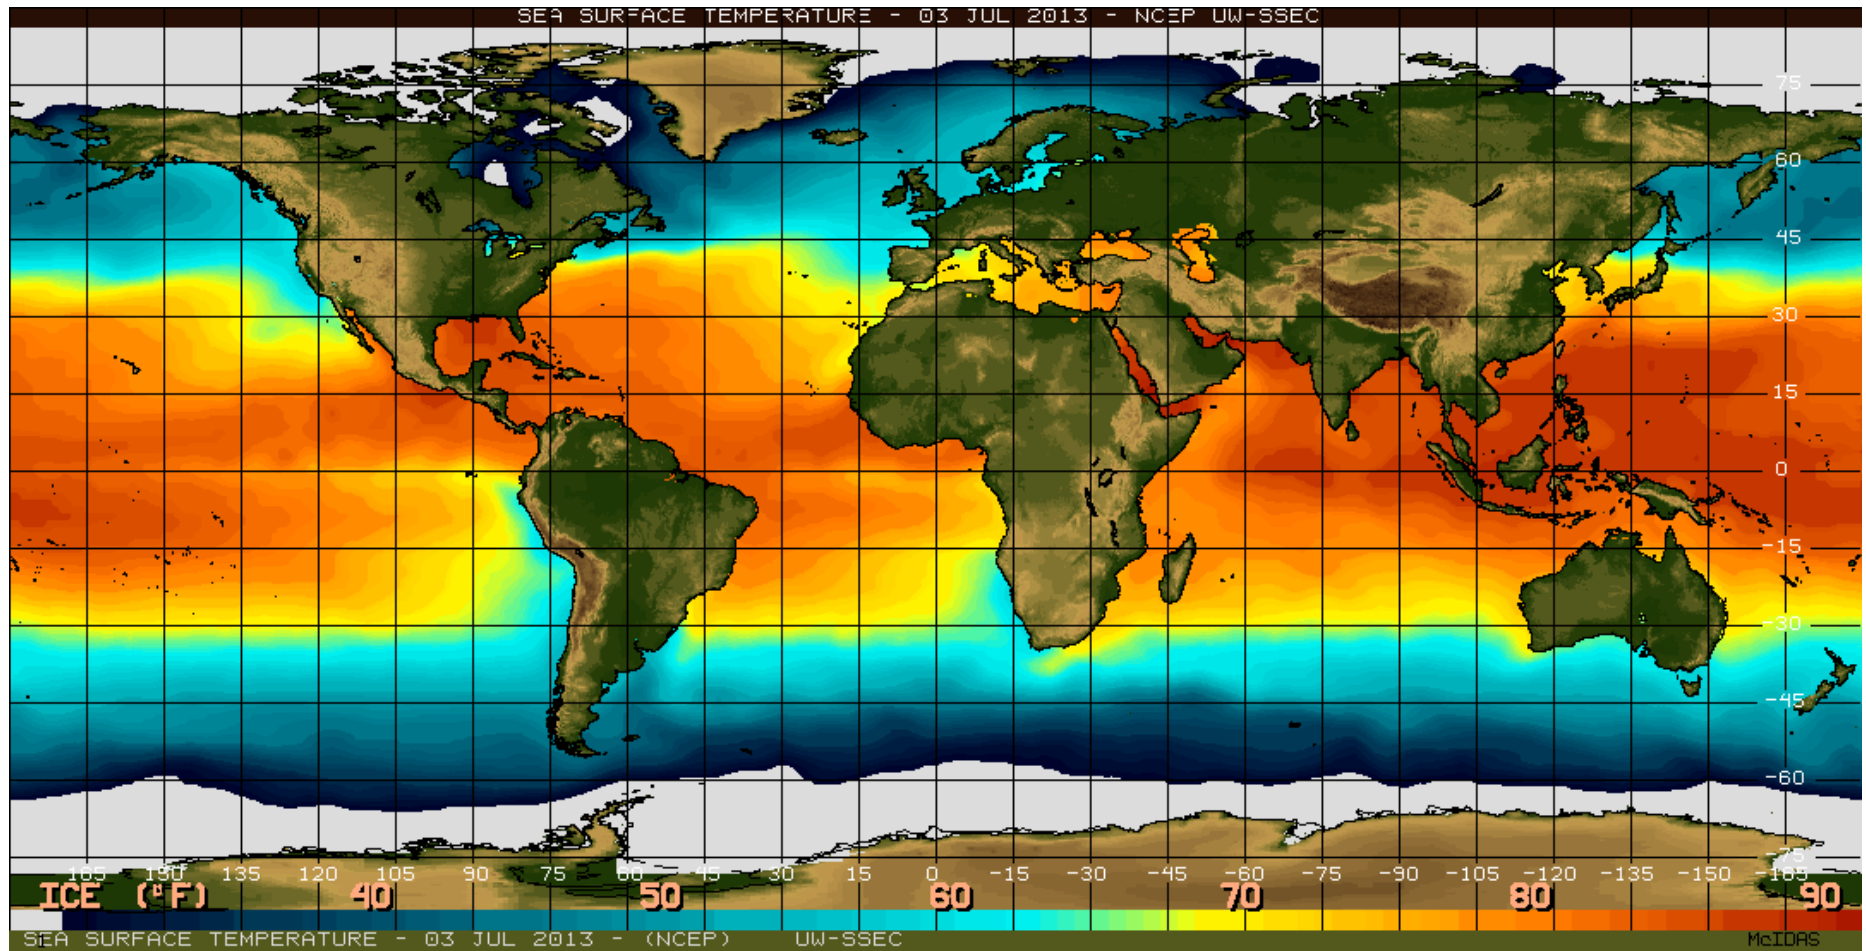 SEA SURFACE TEMPERATURE - 03 JUL 2013 - NCEP UW-SSEC
75
60
45
30
15
0
-15
-30
-45
-60
-75
165 180 135 120 105 90 75 60 45 30 15 0 -15 -30 -45 -60 -75 -90 -105 -120 -135 -150 -165
ICE (°F) 40 50 60 70 80 90
SEA SURFACE TEMPERATURE - 03 JUL 2013 - (NCEP) UW-SSEC McIDAS